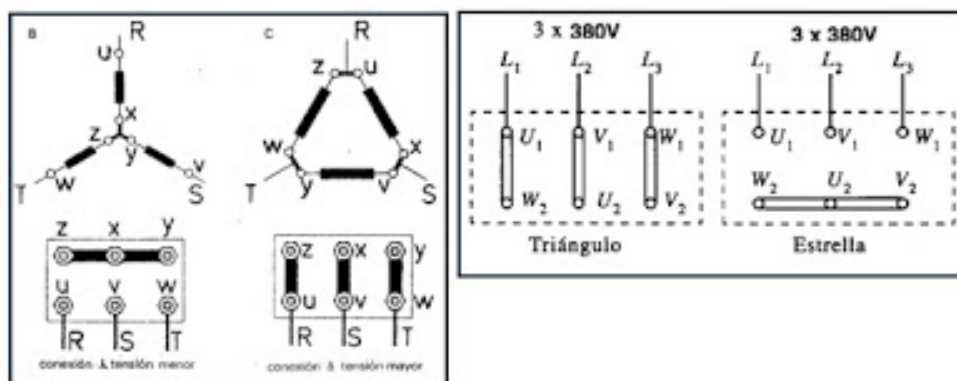 B
R
u
x
z
y
w
v
T
S
z x y
u v w
R S T
conexión ⅄ tensión menor
C
R
z u
w x
y v
T
S
z x y
u v w
R S T
conexión Δ tensión mayor
3 x 380V
L1 L2 L3
U1 V1 W1
W2 U2 V2
Triángulo
3 x 380V
L1 L2 L3
U1 V1 W1
W2 U2 V2
Estrella